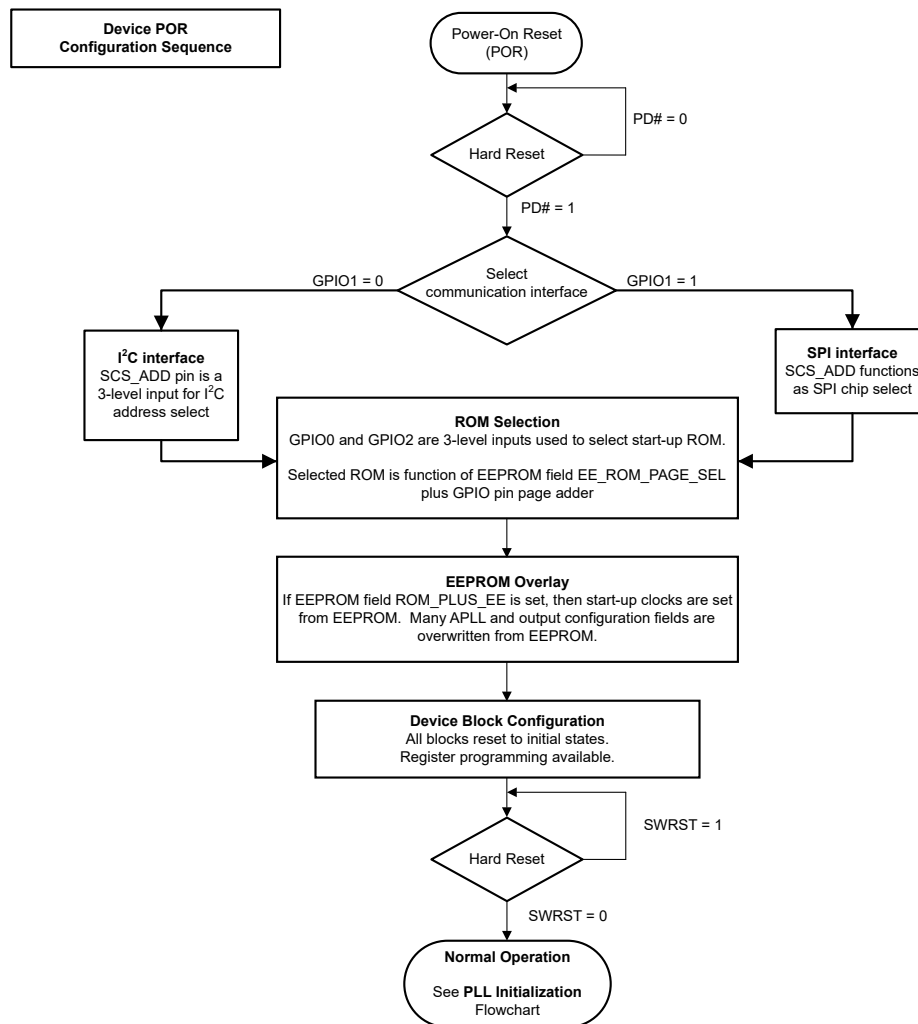 Device POR
Configuration Sequence
Power-On Reset
(POR)
PD# = 0
Hard Reset
PD# = 1
Select
communication interface
GPIO1 = 0
GPIO1 = 1
I²C interface
SCS_ADD pin is a
3-level input for I²C
address select
SPI interface
SCS_ADD functions
as SPI chip select
ROM Selection
GPIO0 and GPIO2 are 3-level inputs used to select start-up ROM.
Selected ROM is function of EEPROM field EE_ROM_PAGE_SEL
plus GPIO pin page adder
EEPROM Overlay
If EEPROM field ROM_PLUS_EE is set, then start-up clocks are set
from EEPROM. Many APLL and output configuration fields are
overwritten from EEPROM.
Device Block Configuration
All blocks reset to initial states.
Register programming available.
SWRST = 1
Hard Reset
SWRST = 0
Normal Operation
See PLL Initialization
Flowchart